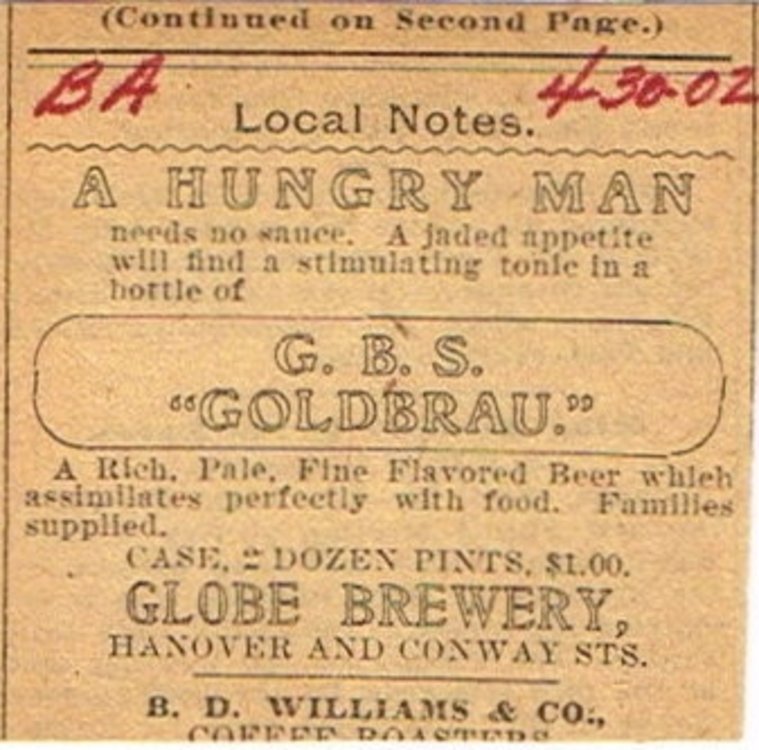 (Continued on Second Page.)
BA 4-30-02
Local Notes.
A HUNGRY MAN
needs no sauce. A jaded appetite
will find a stimulating tonic in a
bottle of
G. B. S.
“GOLDBRAU.”
A Rich, Pale, Fine Flavored Beer which
assimilates perfectly with food. Families
supplied.
CASE, 2 DOZEN PINTS, $1.00.
GLOBE BREWERY,
HANOVER AND CONWAY STS.
B. D. WILLIAMS & CO.,
COFFEE ROASTERS